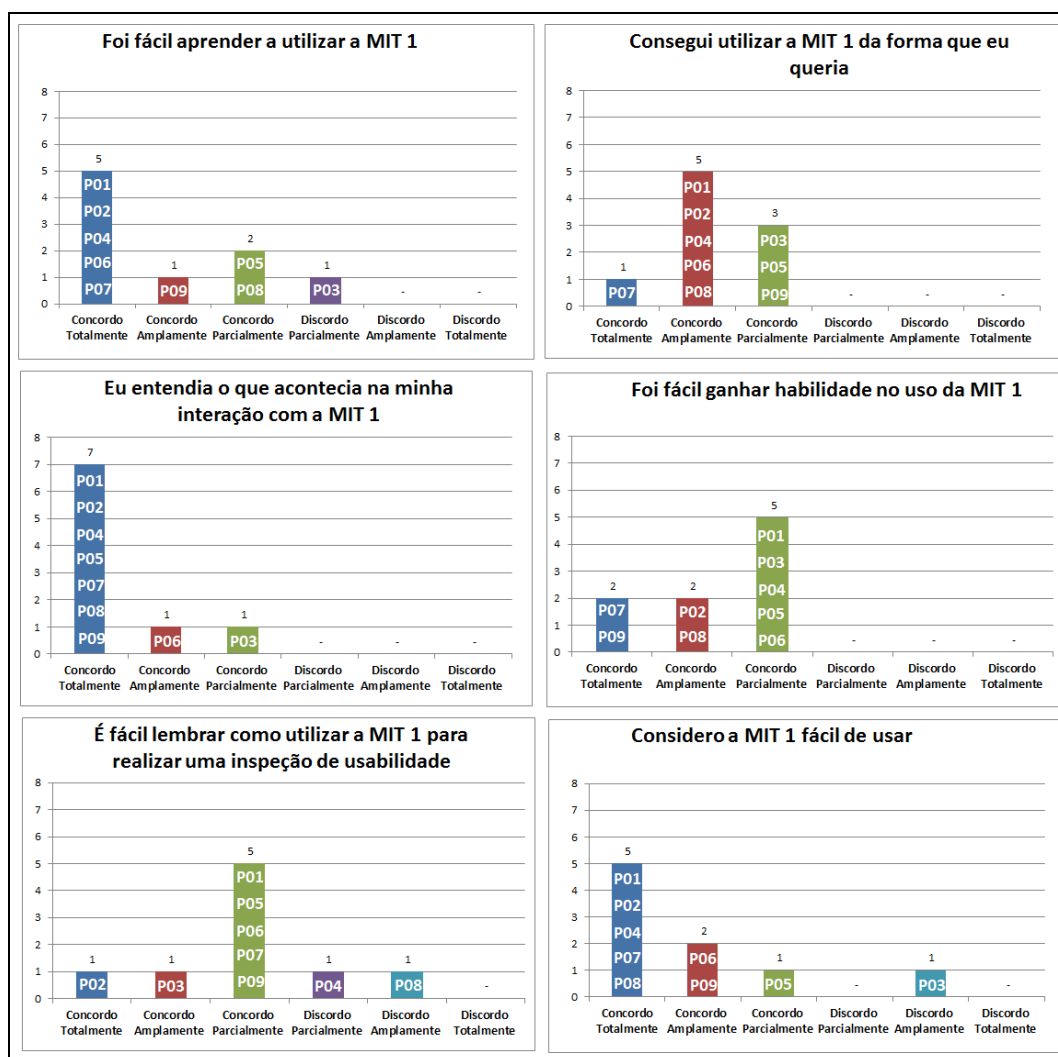 Foi fácil aprender a utilizar a MIT 1
8
7
6
5
4
3
2
1
0
5
P01
P02
P04
P06
P07
1
P09
2
P05
P08
1
P03
-
-
Concordo Totalmente
Concordo Amplamente
Concordo Parcialmente
Discordo Parcialmente
Discordo Amplamente
Discordo Totalmente
Consegui utilizar a MIT 1 da forma que eu
queria
8
7
6
5
4
3
2
1
0
1
P07
5
P01
P02
P04
P06
P08
3
P03
P05
P09
-
-
-
Concordo Totalmente
Concordo Amplamente
Concordo Parcialmente
Discordo Parcialmente
Discordo Amplamente
Discordo Totalmente
Eu entendia o que acontecia na minha
interação com a MIT 1
8
7
6
5
4
3
2
1
0
7
P01
P02
P04
P05
P07
P08
P09
1
P06
1
P03
-
-
-
Concordo Totalmente
Concordo Amplamente
Concordo Parcialmente
Discordo Parcialmente
Discordo Amplamente
Discordo Totalmente
Foi fácil ganhar habilidade no uso da MIT 1
8
7
6
5
4
3
2
1
0
2
P07
P09
2
P02
P08
5
P01
P03
P04
P05
P06
-
-
-
Concordo Totalmente
Concordo Amplamente
Concordo Parcialmente
Discordo Parcialmente
Discordo Amplamente
Discordo Totalmente
É fácil lembrar como utilizar a MIT 1 para
realizar uma inspeção de usabilidade
8
7
6
5
4
3
2
1
0
1
P02
1
P03
5
P01
P05
P06
P07
P09
1
P04
1
P08
-
Concordo Totalmente
Concordo Amplamente
Concordo Parcialmente
Discordo Parcialmente
Discordo Amplamente
Discordo Totalmente
Considero a MIT 1 fácil de usar
8
7
6
5
4
3
2
1
0
5
P01
P02
P04
P07
P08
2
P06
P09
1
P05
-
1
P03
-
Concordo Totalmente
Concordo Amplamente
Concordo Parcialmente
Discordo Parcialmente
Discordo Amplamente
Discordo Totalmente